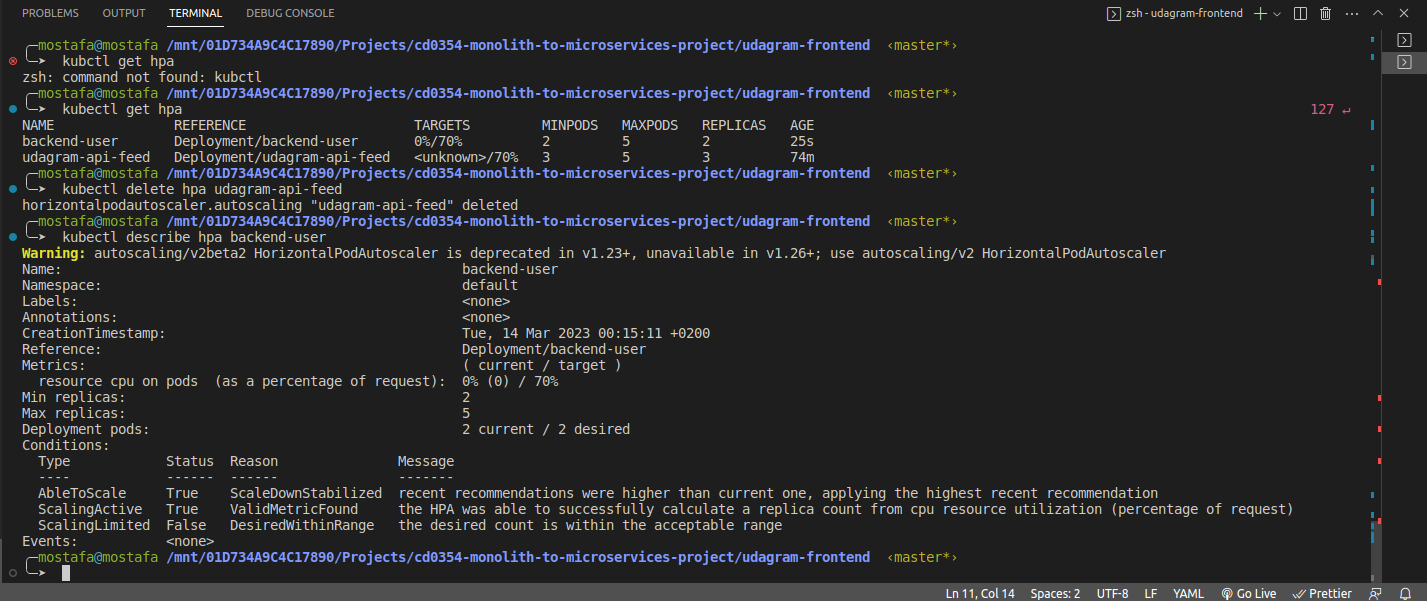 PROBLEMS OUTPUT TERMINAL DEBUG CONSOLE zsh - udagram-frontend
mostafa@mostafa /mnt/01D734A9C4C17890/Projects/cd0354-monolith-to-microservices-project/udagram-frontend ‹master*›
kubctl get hpa
zsh: command not found: kubctl
mostafa@mostafa /mnt/01D734A9C4C17890/Projects/cd0354-monolith-to-microservices-project/udagram-frontend ‹master*›
kubectl get hpa 127 ↵
NAME REFERENCE TARGETS MINPODS MAXPODS REPLICAS AGE
backend-user Deployment/backend-user 0%/70% 2 5 2 25s
udagram-api-feed Deployment/udagram-api-feed <unknown>/70% 3 5 3 74m
mostafa@mostafa /mnt/01D734A9C4C17890/Projects/cd0354-monolith-to-microservices-project/udagram-frontend ‹master*›
kubectl delete hpa udagram-api-feed
horizontalpodautoscaler.autoscaling "udagram-api-feed" deleted
mostafa@mostafa /mnt/01D734A9C4C17890/Projects/cd0354-monolith-to-microservices-project/udagram-frontend ‹master*›
kubectl describe hpa backend-user
Warning: autoscaling/v2beta2 HorizontalPodAutoscaler is deprecated in v1.23+, unavailable in v1.26+; use autoscaling/v2 HorizontalPodAutoscaler
Name: backend-user
Namespace: default
Labels: <none>
Annotations: <none>
CreationTimestamp: Tue, 14 Mar 2023 00:15:11 +0200
Reference: Deployment/backend-user
Metrics: ( current / target )
resource cpu on pods (as a percentage of request): 0% (0) / 70%
Min replicas: 2
Max replicas: 5
Deployment pods: 2 current / 2 desired
Conditions:
Type Status Reason Message
---- ------ ------ -------
AbleToScale True ScaleDownStabilized recent recommendations were higher than current one, applying the highest recent recommendation
ScalingActive True ValidMetricFound the HPA was able to successfully calculate a replica count from cpu resource utilization (percentage of request)
ScalingLimited False DesiredWithinRange the desired count is within the acceptable range
Events: <none>
mostafa@mostafa /mnt/01D734A9C4C17890/Projects/cd0354-monolith-to-microservices-project/udagram-frontend ‹master*›
Ln 11, Col 14 Spaces: 2 UTF-8 LF YAML Go Live Prettier